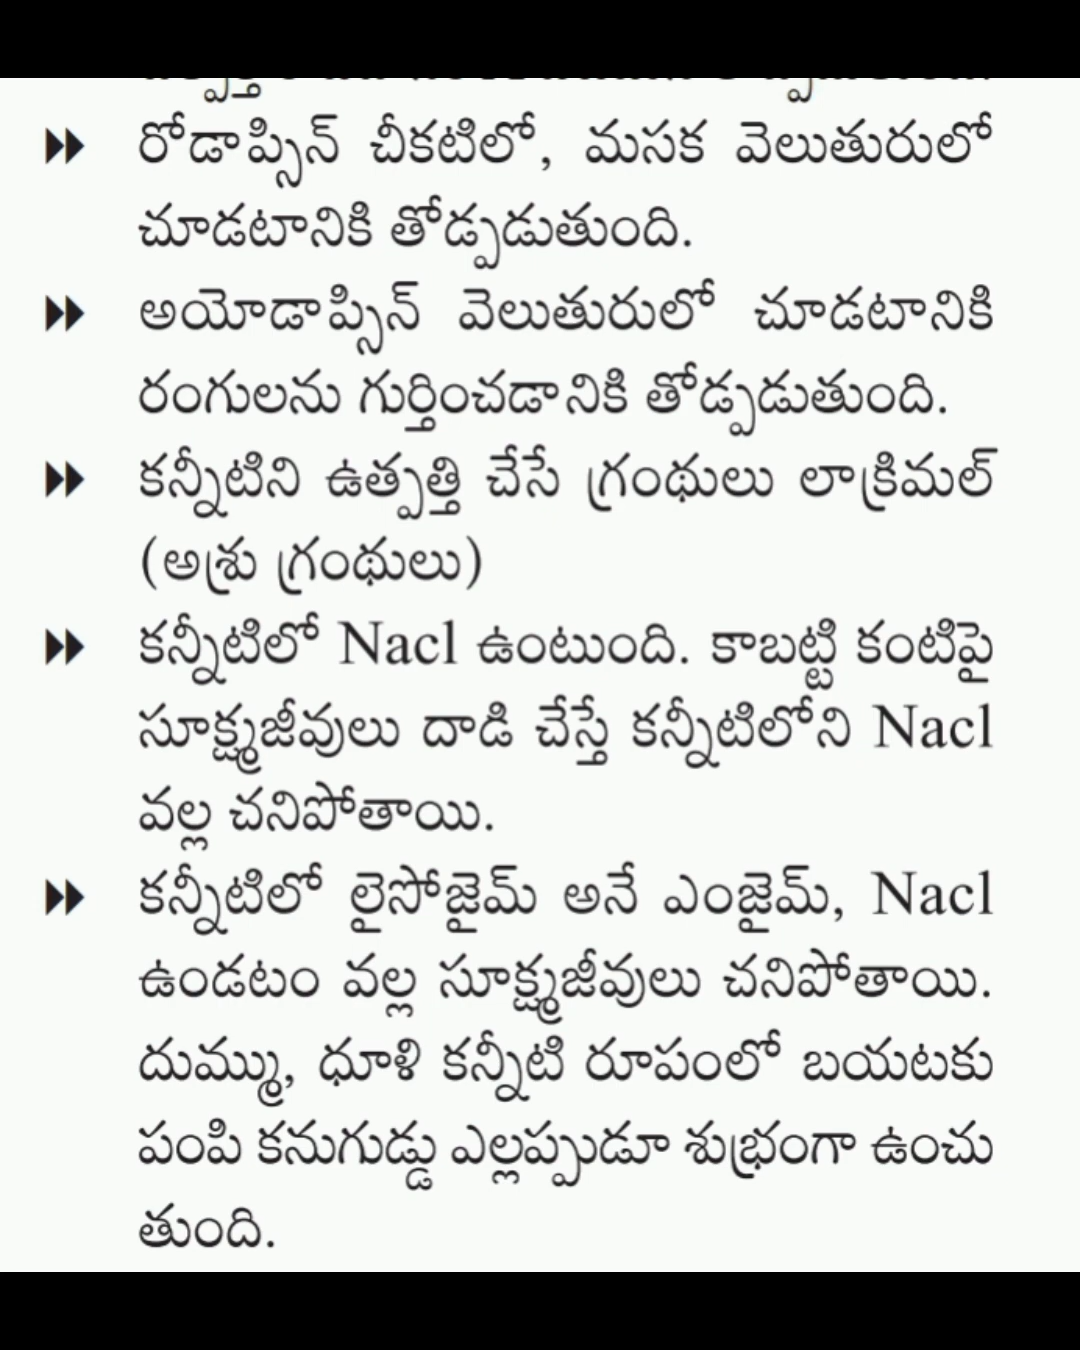 రోడాప్సిన్ చీకటిలో, మసక వెలుతురులో
చూడటానికి తోడ్పడుతుంది.
అయోడాప్సిన్ వెలుతురులో చూడటానికి
రంగులను గుర్తించడానికి తోడ్పడుతుంది.
కన్నీటిని ఉత్పత్తి చేసే గ్రంథులు లాక్రిమల్
(అశ్రు గ్రంథులు)
కన్నీటిలో Nacl ఉంటుంది. కాబట్టి కంటిపై
సూక్ష్మజీవులు దాడి చేస్తే కన్నీటిలోని Nacl
వల్ల చనిపోతాయి.
కన్నీటిలో లైసోజైమ్ అనే ఎంజైమ్, Nacl
ఉండటం వల్ల సూక్ష్మజీవులు చనిపోతాయి.
దుమ్ము, ధూళి కన్నీటి రూపంలో బయటకు
పంపి కనుగుడ్డు ఎల్లప్పుడూ శుభ్రంగా ఉంచు
తుంది.